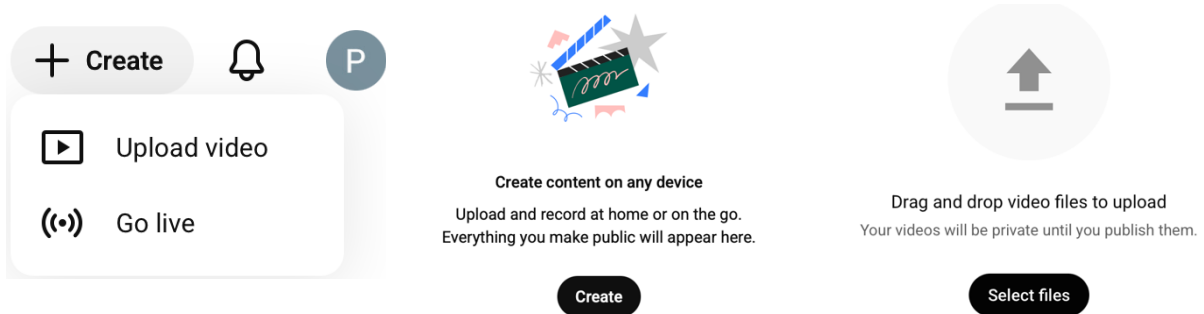 Create
P
Upload video
Go live
Create content on any device
Upload and record at home or on the go.
Everything you make public will appear here.
Create
Drag and drop video files to upload
Your videos will be private until you publish them.
Select files